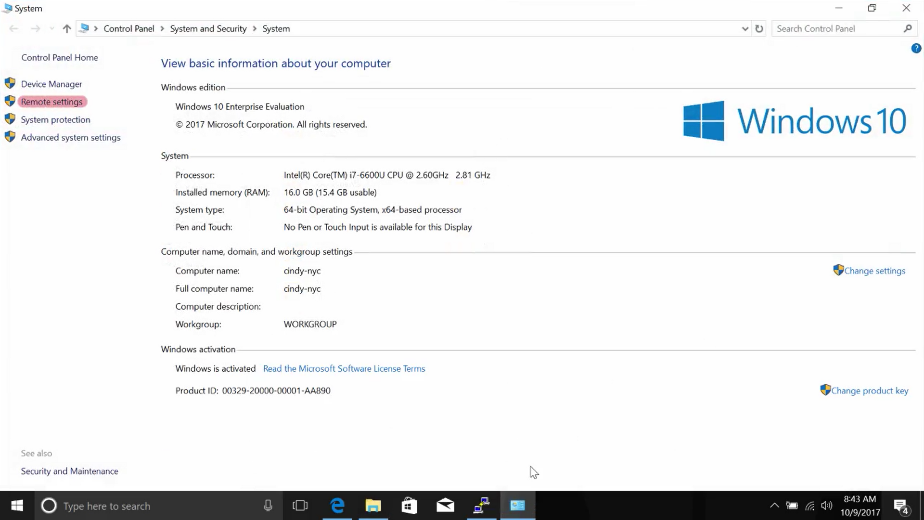 System
Control Panel System and Security System
Search Control Panel
?
Control Panel Home
Device Manager
Remote settings
System protection
Advanced system settings
View basic information about your computer
Windows edition
Windows 10 Enterprise Evaluation
© 2017 Microsoft Corporation. All rights reserved.
Windows 10
System
Processor: Intel(R) Core(TM) i7-6600U CPU @ 2.60GHz 2.81 GHz
Installed memory (RAM): 16.0 GB (15.4 GB usable)
System type: 64-bit Operating System, x64-based processor
Pen and Touch: No Pen or Touch Input is available for this Display
Computer name, domain, and workgroup settings
Computer name: cindy-nyc
Change settings
Full computer name: cindy-nyc
Computer description:
Workgroup: WORKGROUP
Windows activation
Windows is activated Read the Microsoft Software License Terms
Product ID: 00329-20000-00001-AA890
Change product key
See also
Security and Maintenance
Type here to search
8:43 AM
10/9/2017
4